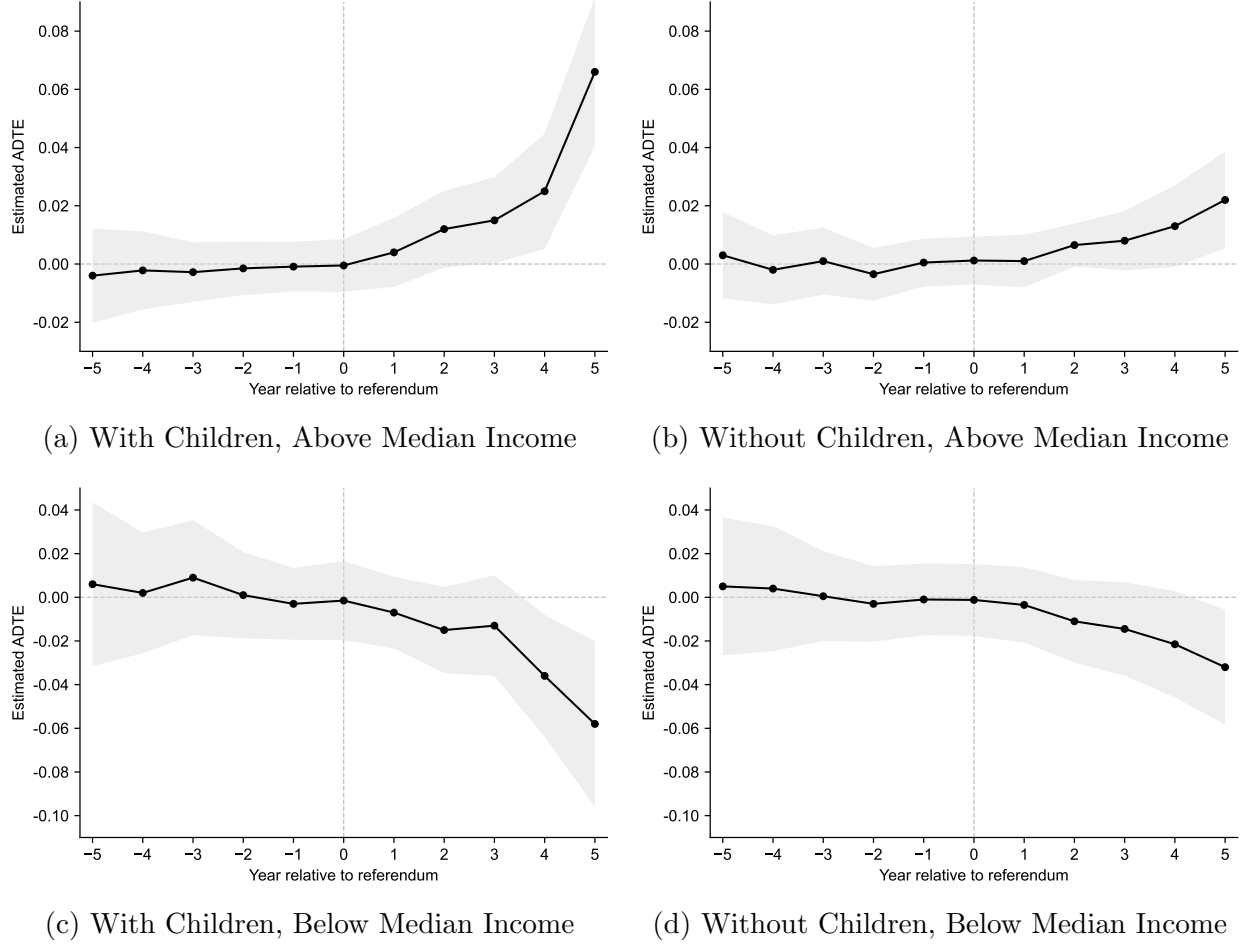 0.08
0.06
0.04
0.02
0.00
-0.02
Estimated ADTE
−5 −4 −3 −2 −1 0 1 2 3 4 5
Year relative to referendum
(a) With Children, Above Median Income
0.08
0.06
0.04
0.02
0.00
-0.02
Estimated ADTE
−5 −4 −3 −2 −1 0 1 2 3 4 5
Year relative to referendum
(b) Without Children, Above Median Income
0.04
0.02
0.00
-0.02
-0.04
-0.06
-0.08
-0.10
Estimated ADTE
−5 −4 −3 −2 −1 0 1 2 3 4 5
Year relative to referendum
(c) With Children, Below Median Income
0.04
0.02
0.00
-0.02
-0.04
-0.06
-0.08
-0.10
Estimated ADTE
−5 −4 −3 −2 −1 0 1 2 3 4 5
Year relative to referendum
(d) Without Children, Below Median Income